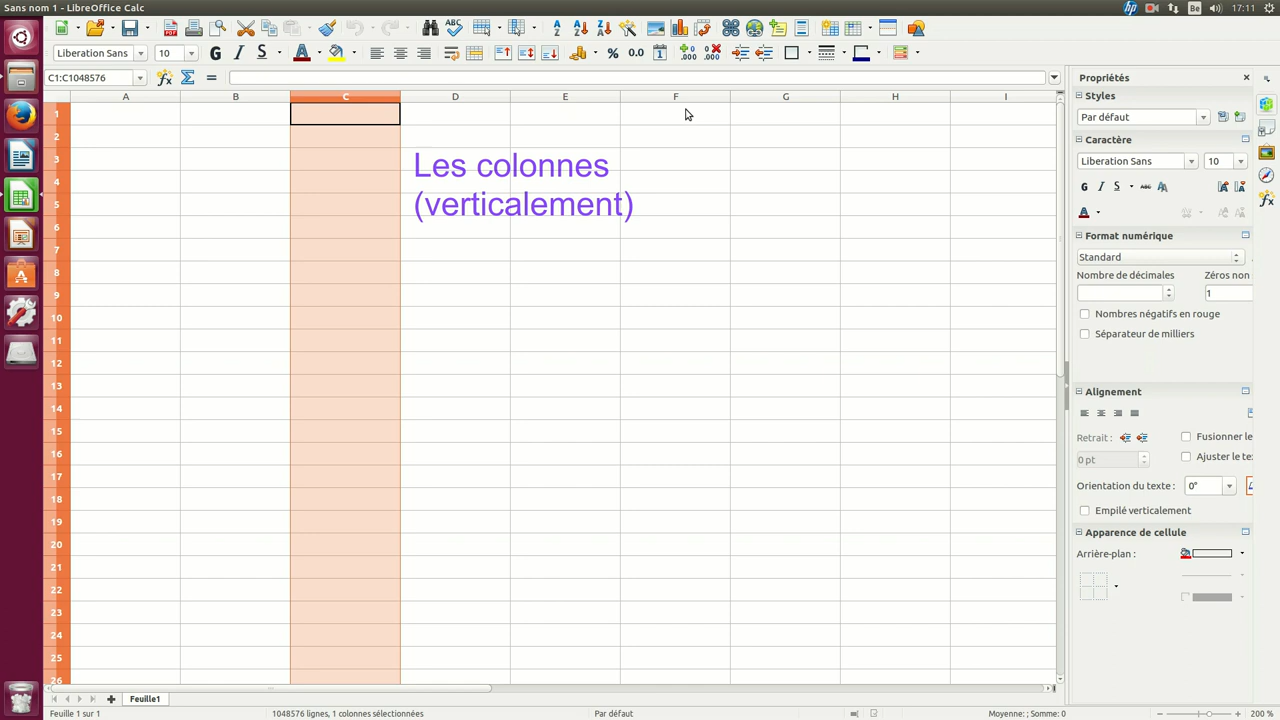 Sans nom 1 - LibreOffice Calc
Be
17:11
Liberation Sans
10
C1:C1048576
A B C D E F G H I
1
2
3
4
5
6
7
8
9
10
11
12
13
14
15
16
17
18
19
20
21
22
23
24
25
26
Les colonnes
(verticalement)
Propriétés
Styles
Par défaut
Caractère
Liberation Sans 10
Format numérique
Standard
Nombre de décimales Zéros non
1
Nombres négatifs en rouge
Séparateur de milliers
Alignement
Retrait : Fusionner le
0 pt Ajuster le te
Orientation du texte : 0°
Empilé verticalement
Apparence de cellule
Arrière-plan :
Feuille1
Feuille 1 sur 1 1048576 lignes, 1 colonnes sélectionnées Par défaut Moyenne: ; Somme: 0 200 %